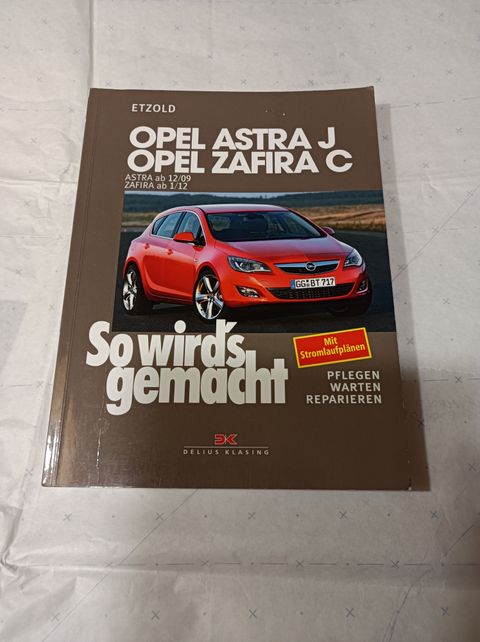 ETZOLD
OPEL ASTRA J
OPEL ZAFIRA C
ASTRA ab 12/09
ZAFIRA ab 1/12
GG BT 717
So wird's
gemacht
Mit
Stromlaufplänen
PFLEGEN
WARTEN
REPARIEREN
DK
DELIUS KLASING